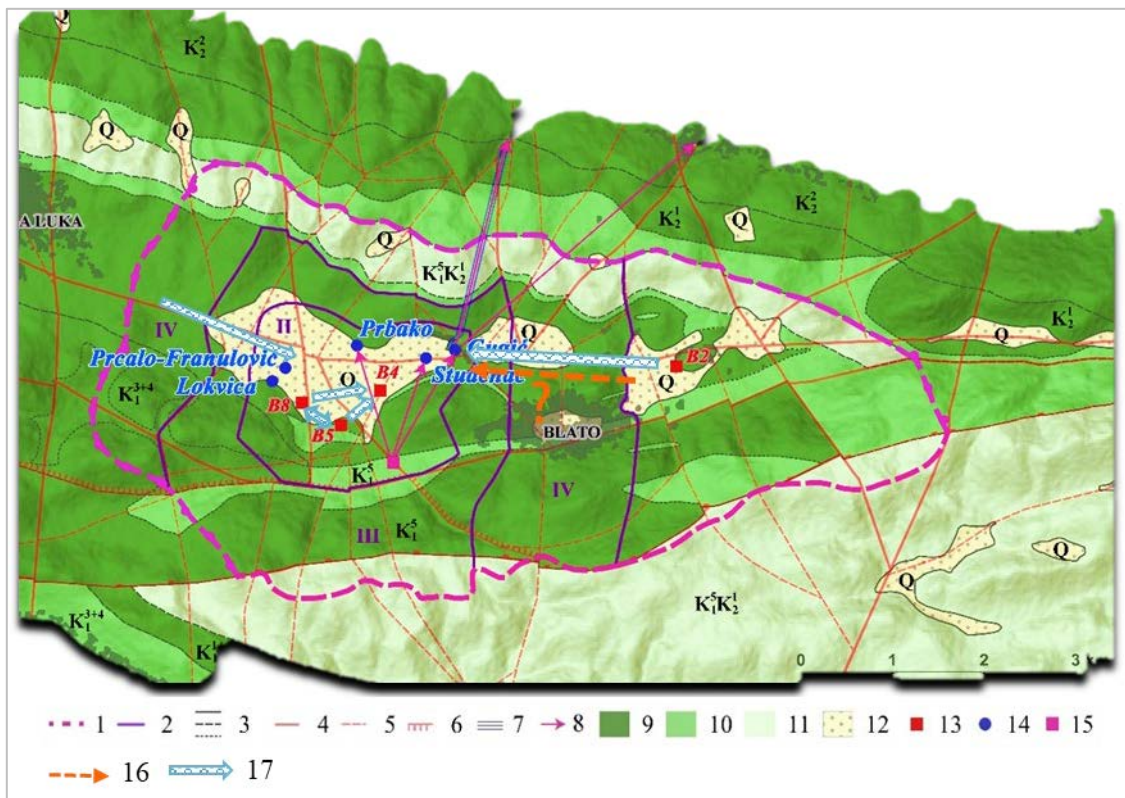 Q
K₂²
Q
Q
K₂²
Q
K₂¹
A LUKA
Q
K₁⁵K₂¹
IV
II
Prbako
Q
Gugić
K₂¹
Q
Prcalo-Franulovic
Studenac
B2
Lokvica
Q
B4
Q
K₁³⁺⁴
B8
B5
BLATO
K₁⁵
IV
III
K₁⁵
K₁⁵K₂¹
Q
Q
K₁³⁺⁴
0 1 2 3
1 2 3 4 5 6 7 8 9 10 11 12 13 14 15
16 17